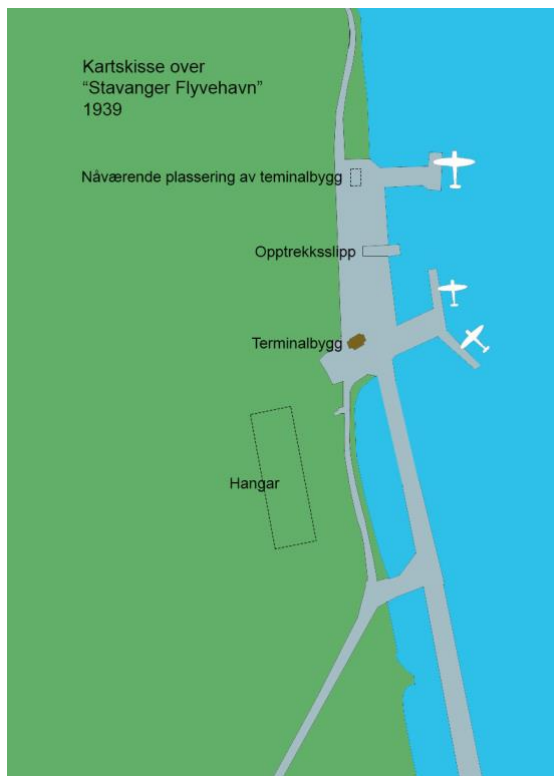 Kartskisse over
“Stavanger Flyvehavn”
1939
Nåværende plassering av teminalbygg
Opptrekksslipp
Terminalbygg
Hangar